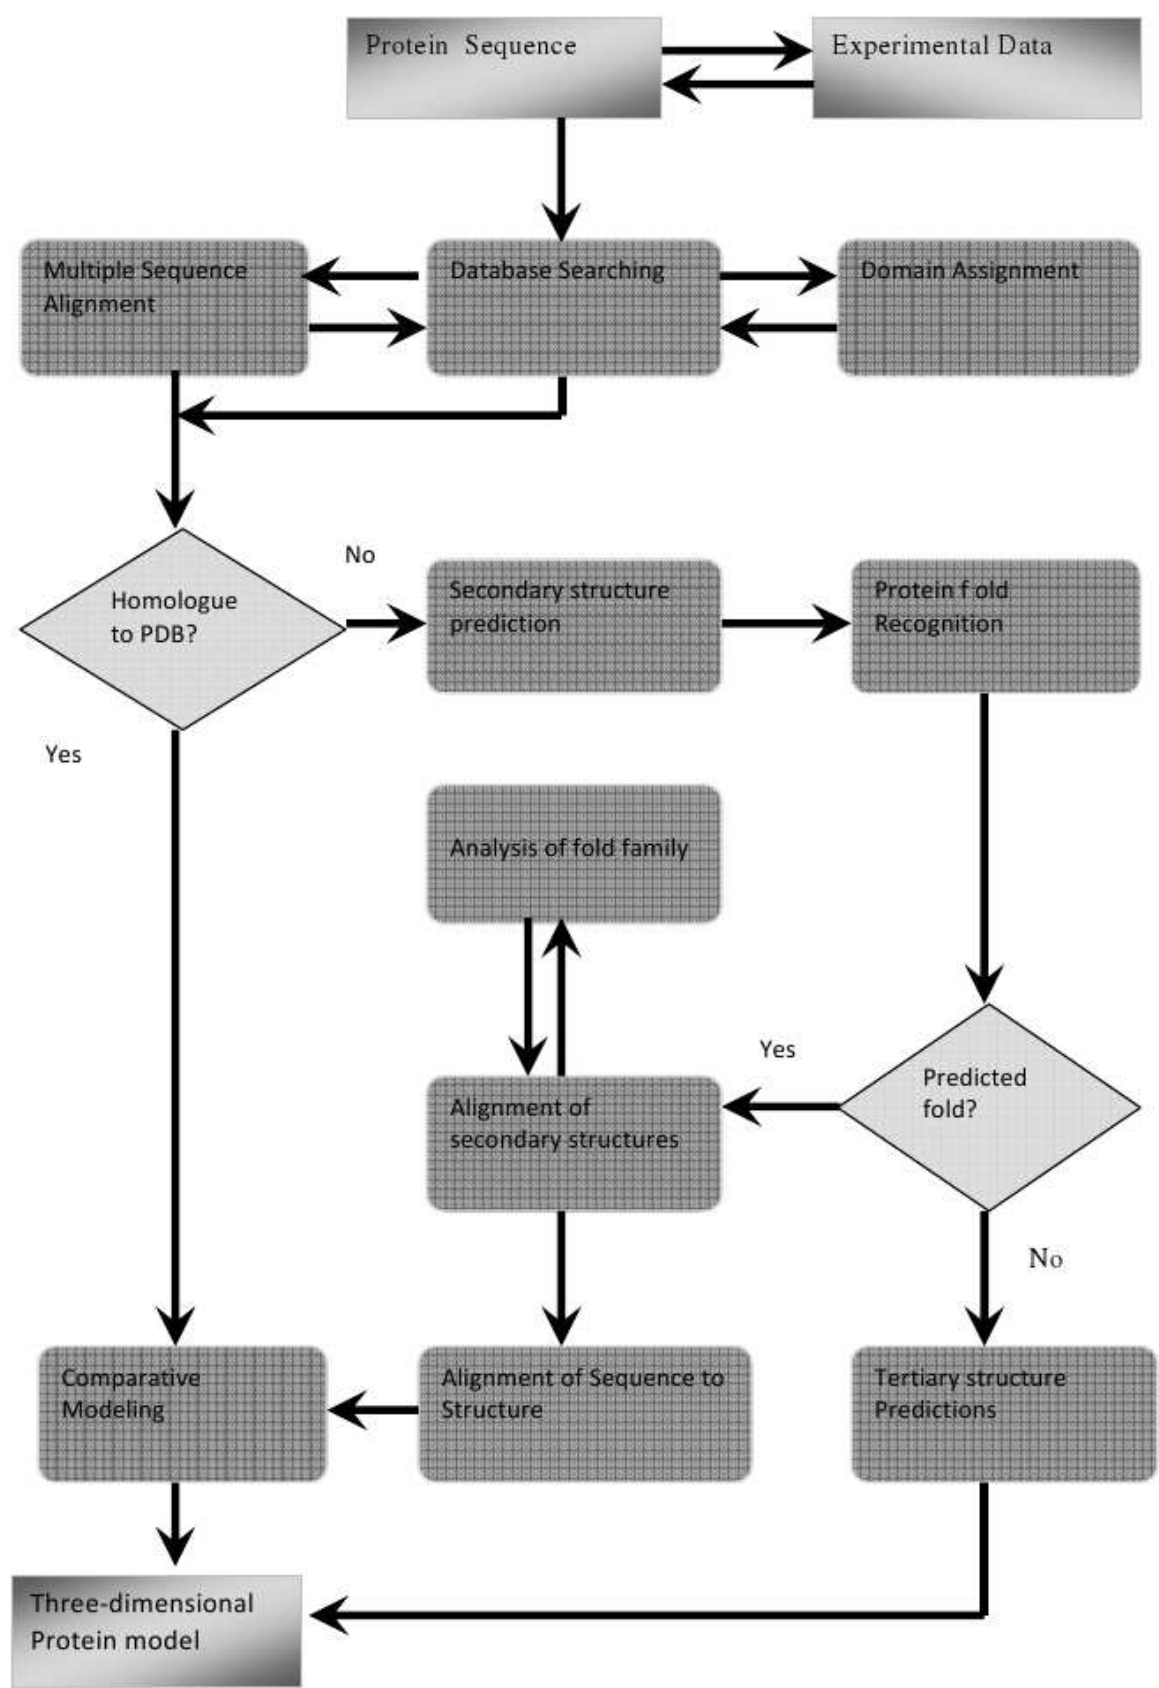 Protein Sequence
Experimental Data
Multiple Sequence
Alignment
Database Searching
Domain Assignment
No
Homologue
to PDB?
Secondary structure
prediction
Protein f old
Recognition
Yes
Analysis of fold family
Yes
Predicted
fold?
Alignment of
secondary structures
No
Comparative
Modeling
Alignment of Sequence to
Structure
Tertiary structure
Predictions
Three-dimensional
Protein model